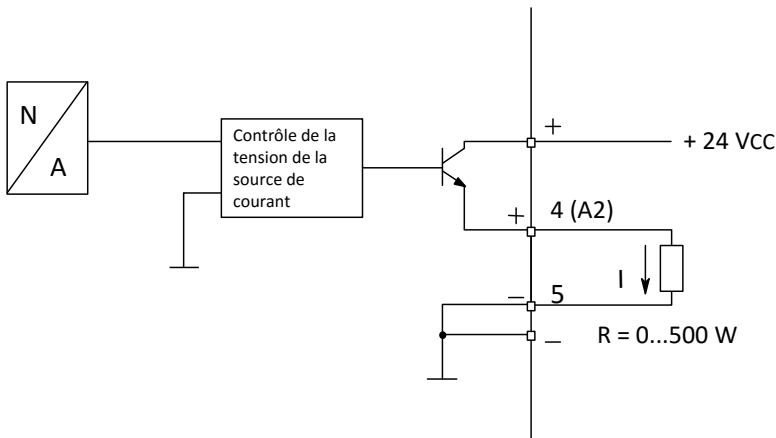 N
A
Contrôle de la
tension de la
source de
courant
+
+ 24 VCC
+
4 (A2)
I
−
5
−
R = 0...500 W